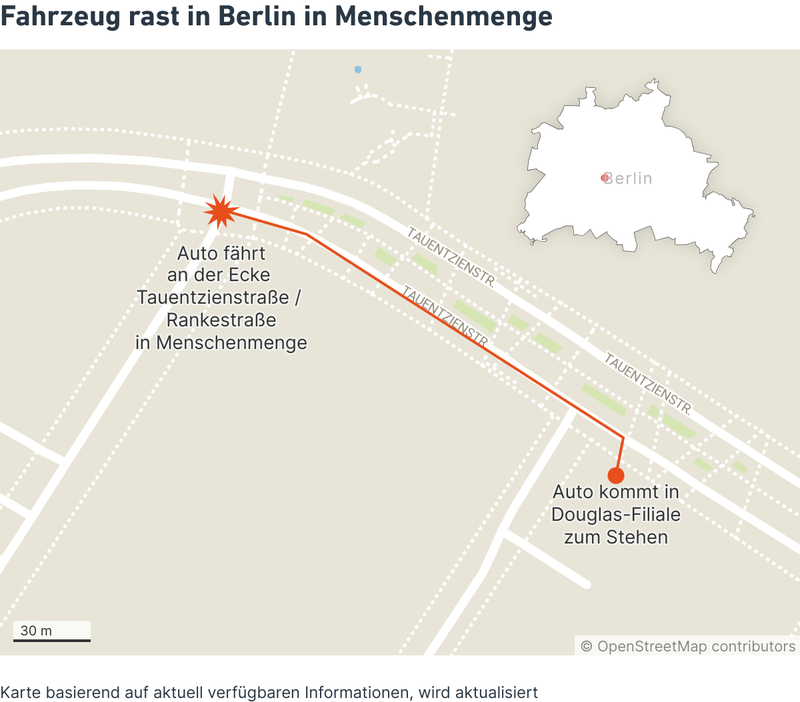 Fahrzeug rast in Berlin in Menschenmenge
Berlin
TAUENTZIENSTR.
Auto fährt
an der Ecke
Tauentzienstraße /
Rankestraße
in Menschenmenge
TAUENTZIENSTR.
TAUENTZIENSTR.
Auto kommt in
Douglas-Filiale
zum Stehen
30 m
© OpenStreetMap contributors
Karte basierend auf aktuell verfügbaren Informationen, wird aktualisiert